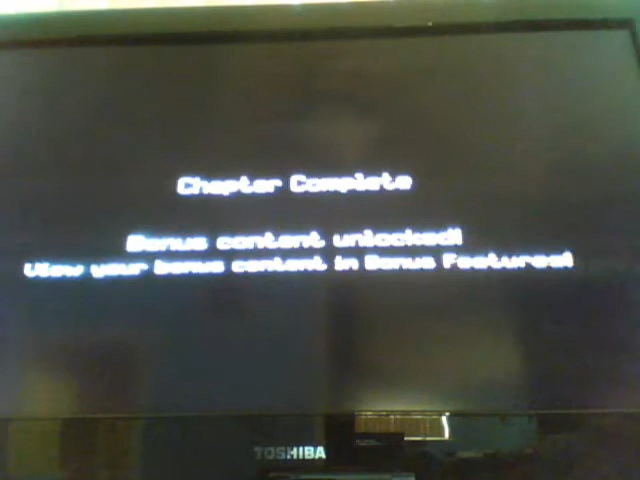 Chapter Complete
Bonus content unlocked!
View your bonus content in Bonus Features!
TOSHIBA